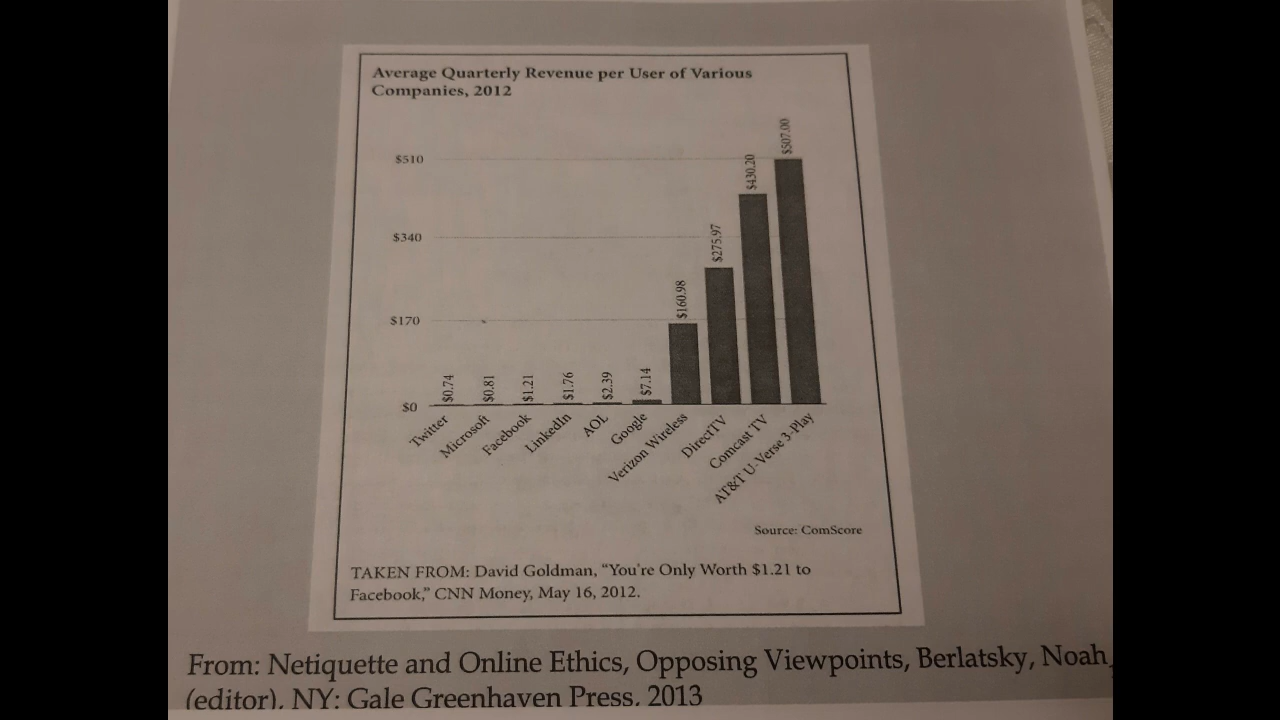 Average Quarterly Revenue per User of Various
Companies, 2012
$510
$340
$170
$0
$0.74
$0.81
$1.21
$1.76
$2.39
$7.14
$160.98
$275.97
$430.20
$507.00
Twitter
Microsoft
Facebook
LinkedIn
AOL
Google
Verizon Wireless
DirectTV
Comcast TV
AT&T U-Verse 3-Play
Source: ComScore
TAKEN FROM: David Goldman, “You're Only Worth $1.21 to
Facebook,” CNN Money, May 16, 2012.
From: Netiquette and Online Ethics, Opposing Viewpoints, Berlatsky, Noah
(editor). NY: Gale Greenhaven Press. 2013